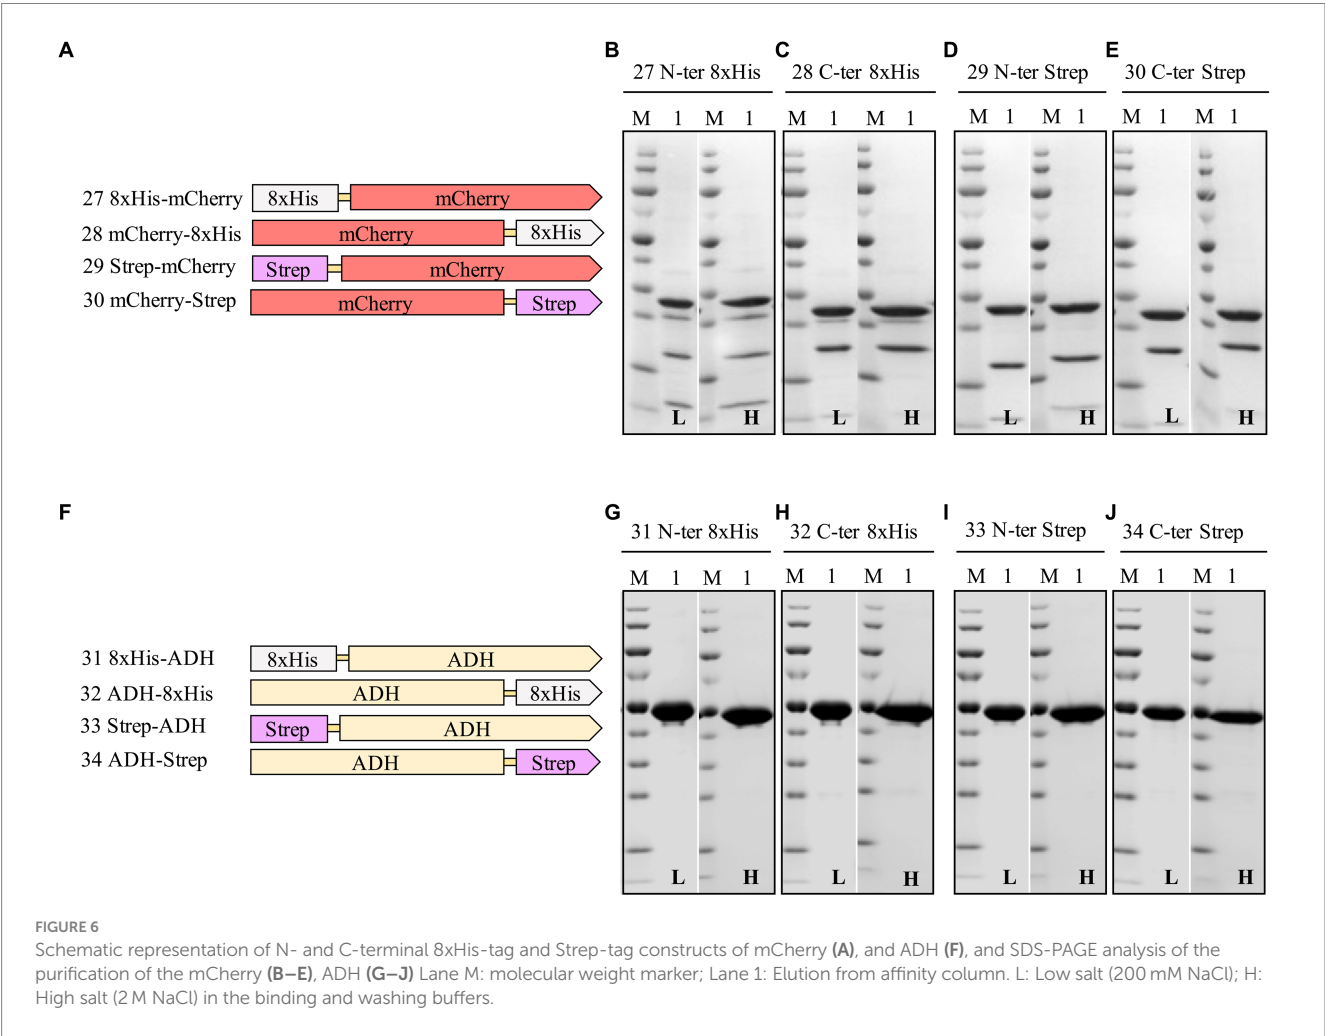 A
27 8xHis-mCherry 8xHis mCherry
28 mCherry-8xHis mCherry 8xHis
29 Strep-mCherry Strep mCherry
30 mCherry-Strep mCherry Strep
B C D E
27 N-ter 8xHis 28 C-ter 8xHis 29 N-ter Strep 30 C-ter Strep
M 1 M 1 M 1 M 1 M 1 M 1 M 1 M 1
L H L H L H L H
F
31 8xHis-ADH 8xHis ADH
32 ADH-8xHis ADH 8xHis
33 Strep-ADH Strep ADH
34 ADH-Strep ADH Strep
G H I J
31 N-ter 8xHis 32 C-ter 8xHis 33 N-ter Strep 34 C-ter Strep
M 1 M 1 M 1 M 1 M 1 M 1 M 1 M 1
L H L H L H L H
FIGURE 6
Schematic representation of N- and C-terminal 8xHis-tag and Strep-tag constructs of mCherry (A), and ADH (F), and SDS-PAGE analysis of the
purification of the mCherry (B–E), ADH (G–J) Lane M: molecular weight marker; Lane 1: Elution from affinity column. L: Low salt (200 mM NaCl); H:
High salt (2 M NaCl) in the binding and washing buffers.